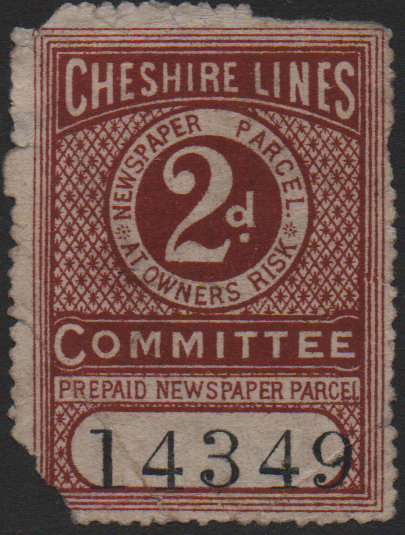 CHESHIRE LINES
NEWSPAPER PARCEL.
2d.
AT OWNERS RISK
COMMITTEE
PREPAID NEWSPAPER PARCEL
14349